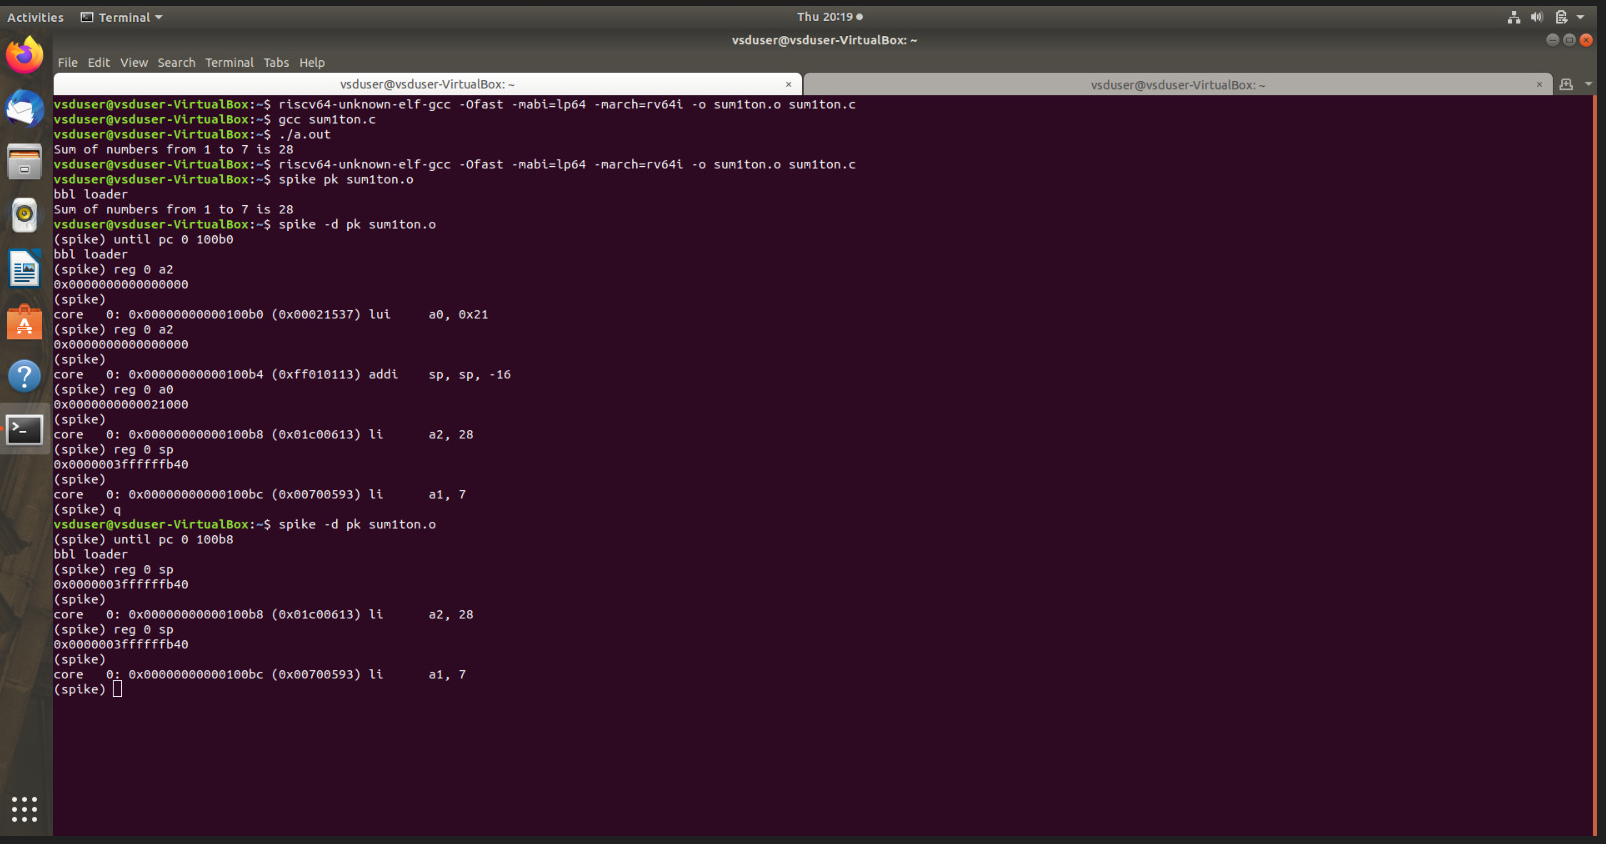 Activities Terminal Thu 20:19
vsduser@vsduser-VirtualBox: ~
File Edit View Search Terminal Tabs Help
vsduser@vsduser-VirtualBox: ~ × vsduser@vsduser-VirtualBox: ~ ×
vsduser@vsduser-VirtualBox:~$ riscv64-unknown-elf-gcc -Ofast -mabi=lp64 -march=rv64i -o sum1ton.o sum1ton.c
vsduser@vsduser-VirtualBox:~$ gcc sum1ton.c
vsduser@vsduser-VirtualBox:~$ ./a.out
Sum of numbers from 1 to 7 is 28
vsduser@vsduser-VirtualBox:~$ riscv64-unknown-elf-gcc -Ofast -mabi=lp64 -march=rv64i -o sum1ton.o sum1ton.c
vsduser@vsduser-VirtualBox:~$ spike pk sum1ton.o
bbl loader
Sum of numbers from 1 to 7 is 28
vsduser@vsduser-VirtualBox:~$ spike -d pk sum1ton.o
(spike) until pc 0 100b0
bbl loader
(spike) reg 0 a2
0x0000000000000000
(spike)
core   0: 0x00000000000100b0 (0x00021537) lui     a0, 0x21
(spike) reg 0 a2
0x0000000000000000
(spike)
core   0: 0x00000000000100b4 (0xff010113) addi    sp, sp, -16
(spike) reg 0 a0
0x0000000000021000
(spike)
core   0: 0x00000000000100b8 (0x01c00613) li      a2, 28
(spike) reg 0 sp
0x0000003ffffffb40
(spike)
core   0: 0x00000000000100bc (0x00700593) li      a1, 7
(spike) q
vsduser@vsduser-VirtualBox:~$ spike -d pk sum1ton.o
(spike) until pc 0 100b8
bbl loader
(spike) reg 0 sp
0x0000003ffffffb40
(spike)
core   0: 0x00000000000100b8 (0x01c00613) li      a2, 28
(spike) reg 0 sp
0x0000003ffffffb40
(spike)
core   0: 0x00000000000100bc (0x00700593) li      a1, 7
(spike)